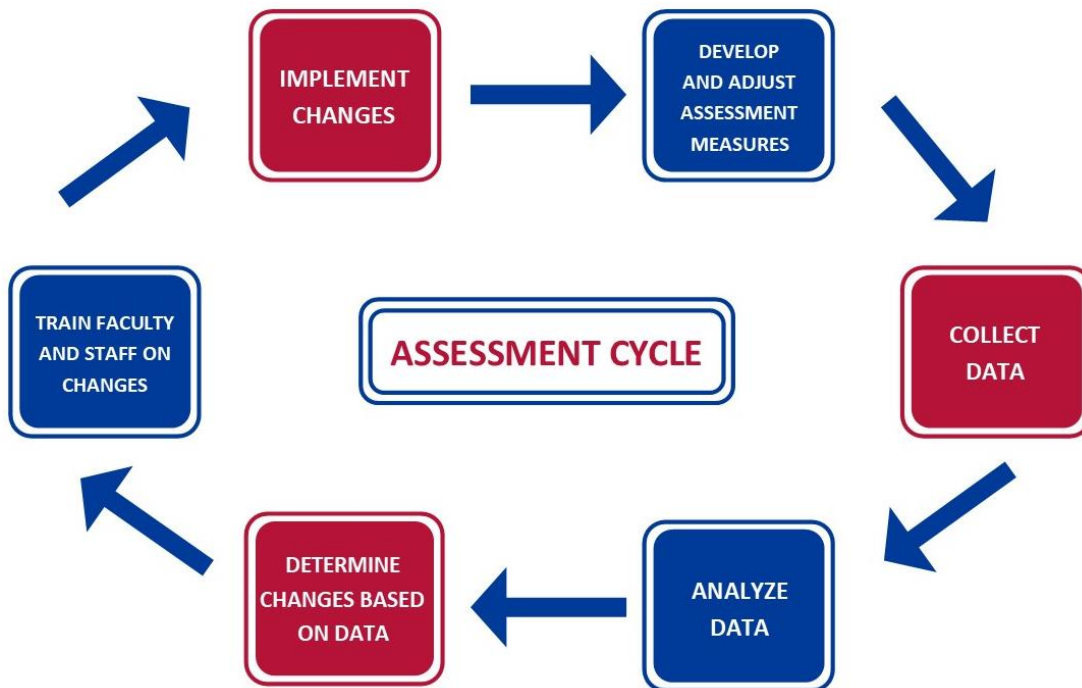 IMPLEMENT
CHANGES
DEVELOP
AND ADJUST
ASSESSMENT
MEASURES
TRAIN FACULTY
AND STAFF ON
CHANGES
ASSESSMENT CYCLE
COLLECT
DATA
DETERMINE
CHANGES BASED
ON DATA
ANALYZE
DATA